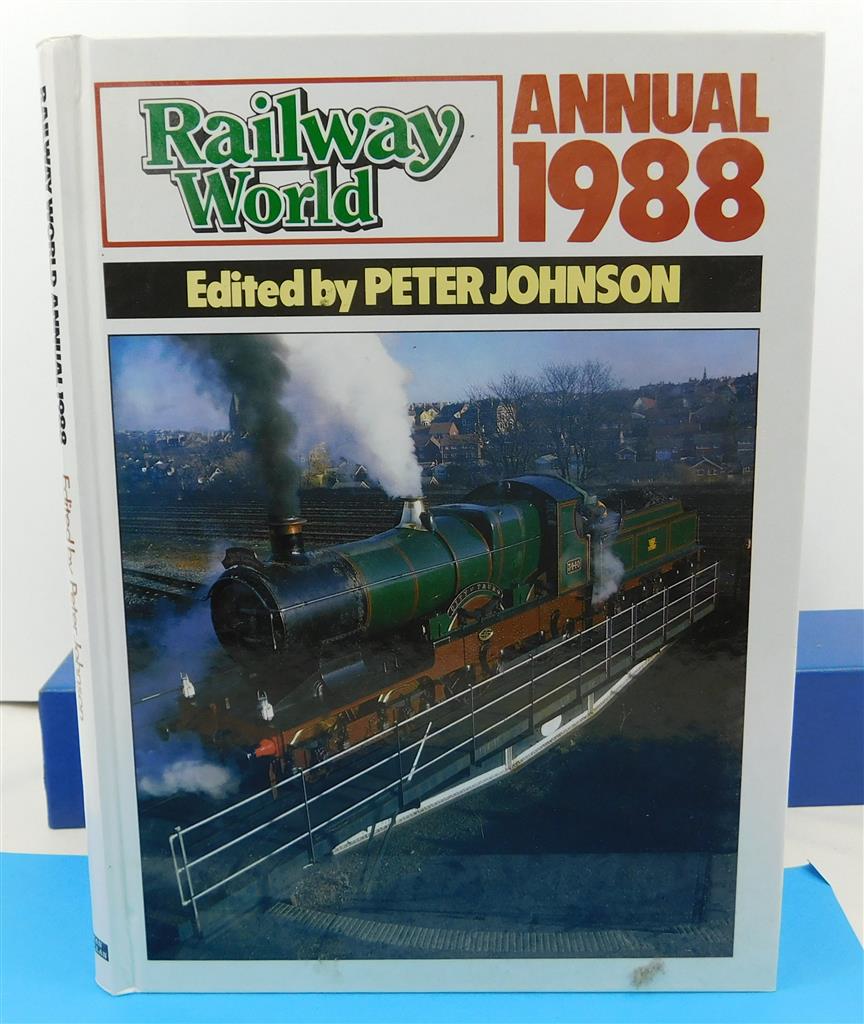 Railway
World
ANNUAL
1988
Edited by PETER JOHNSON
RAILWAY WORLD ANNUAL 1988 Edited by Peter Johnson